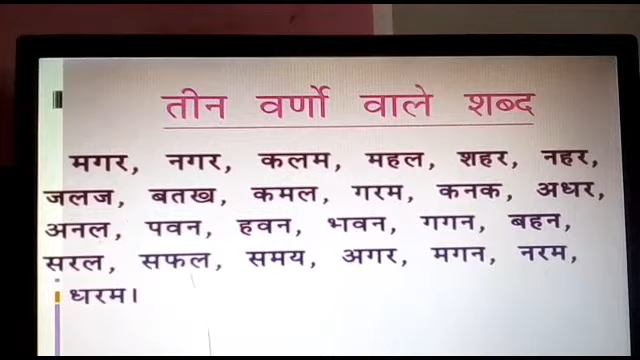 तीन वर्णो वाले शब्द
मगर, नगर, कलम, महल, शहर, नहर,
जलज, बतख, कमल, गरम, कनक, अधर,
अनल, पवन, हवन, भवन, गगन, बहन,
सरल, सफल, समय, अगर, मगन, नरम,
धरम।